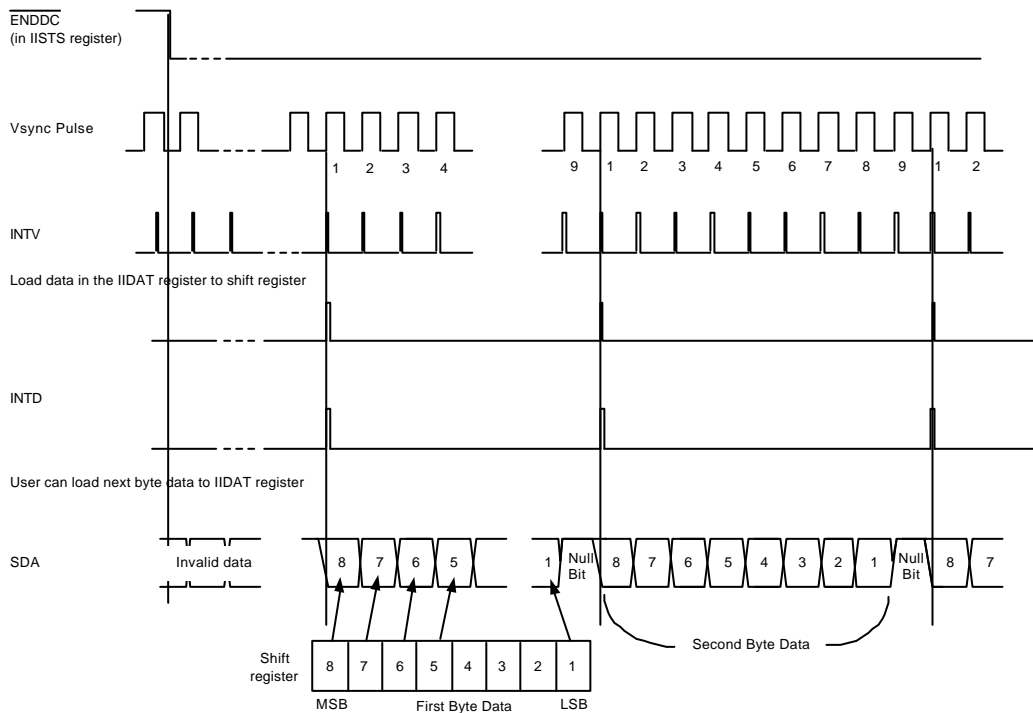 ENDDC
(in IISTS register)
Vsync Pulse
1 2 3 4 9 1 2 3 4 5 6 7 8 9 1 2
INTV
Load data in the IIDAT register to shift register
INTD
User can load next byte data to IIDAT register
SDA
Invalid data
8 7 6 5 1 Null Bit 8 7 6 5 4 3 2 1 Null Bit 8 7
Second Byte Data
Shift
register
8 7 6 5 4 3 2 1
MSB First Byte Data LSB